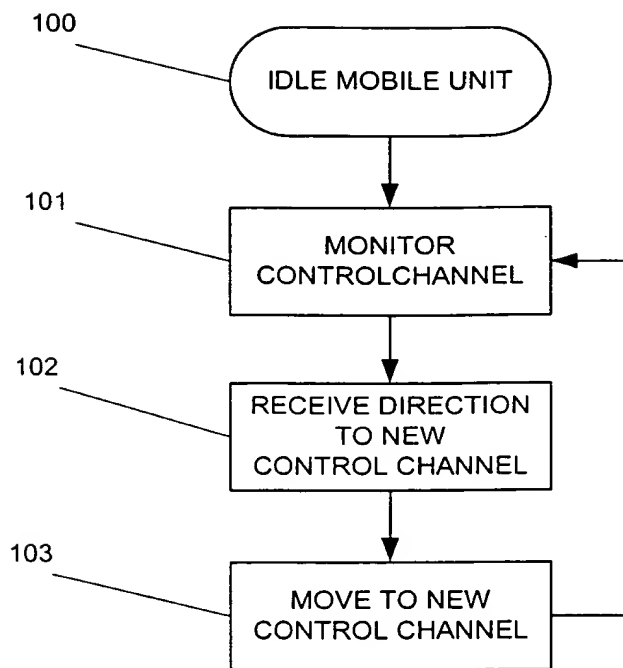 100
IDLE MOBILE UNIT
101
MONITOR
CONTROLCHANNEL
102
RECEIVE DIRECTION
TO NEW
CONTROL CHANNEL
103
MOVE TO NEW
CONTROL CHANNEL